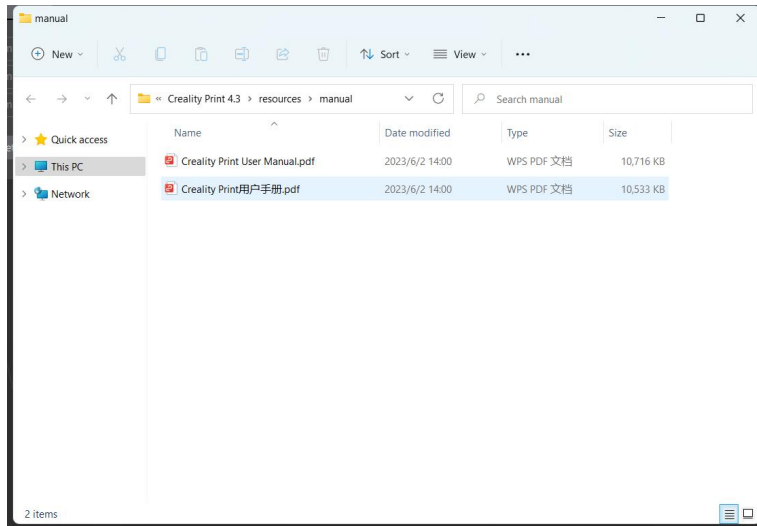 manual
New Sort View
« Creality Print 4.3 > resources > manual Search manual
Name Date modified Type Size
Quick access
This PC
Network
Creality Print User Manual.pdf 2023/6/2 14:00 WPS PDF 文档 10,716 KB
Creality Print用户手册.pdf 2023/6/2 14:00 WPS PDF 文档 10,533 KB
2 items